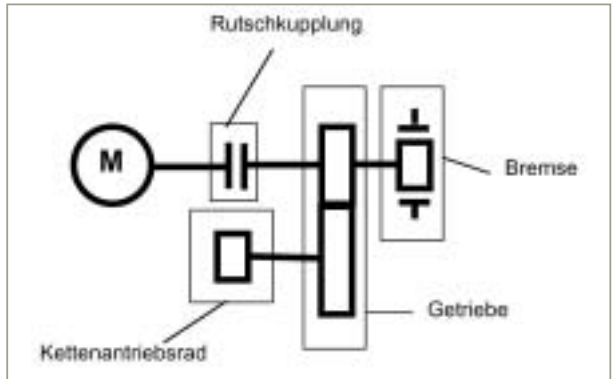 Rutschkupplung
M
Bremse
Getriebe
Kettenantriebsrad